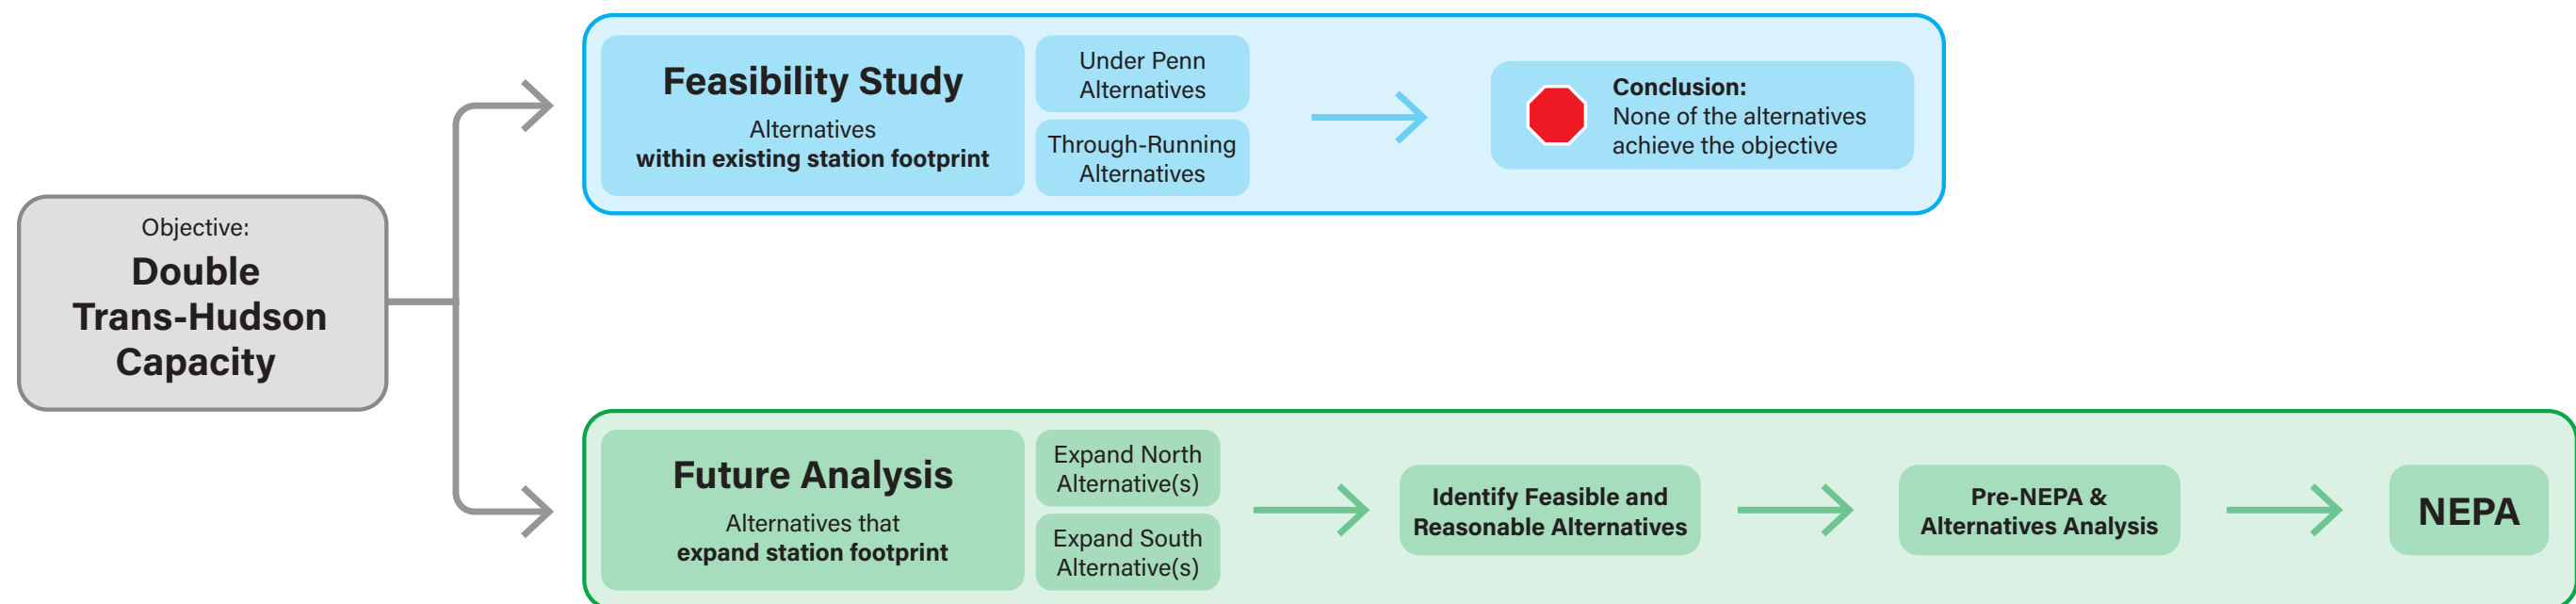 Objective:
Double
Trans-Hudson
Capacity
Feasibility Study
Alternatives
within existing station footprint
Under Penn
Alternatives
Through-Running
Alternatives
Conclusion:
None of the alternatives
achieve the objective
Future Analysis
Alternatives that
expand station footprint
Expand North
Alternative(s)
Expand South
Alternative(s)
Identify Feasible and
Reasonable Alternatives
Pre-NEPA &
Alternatives Analysis
NEPA